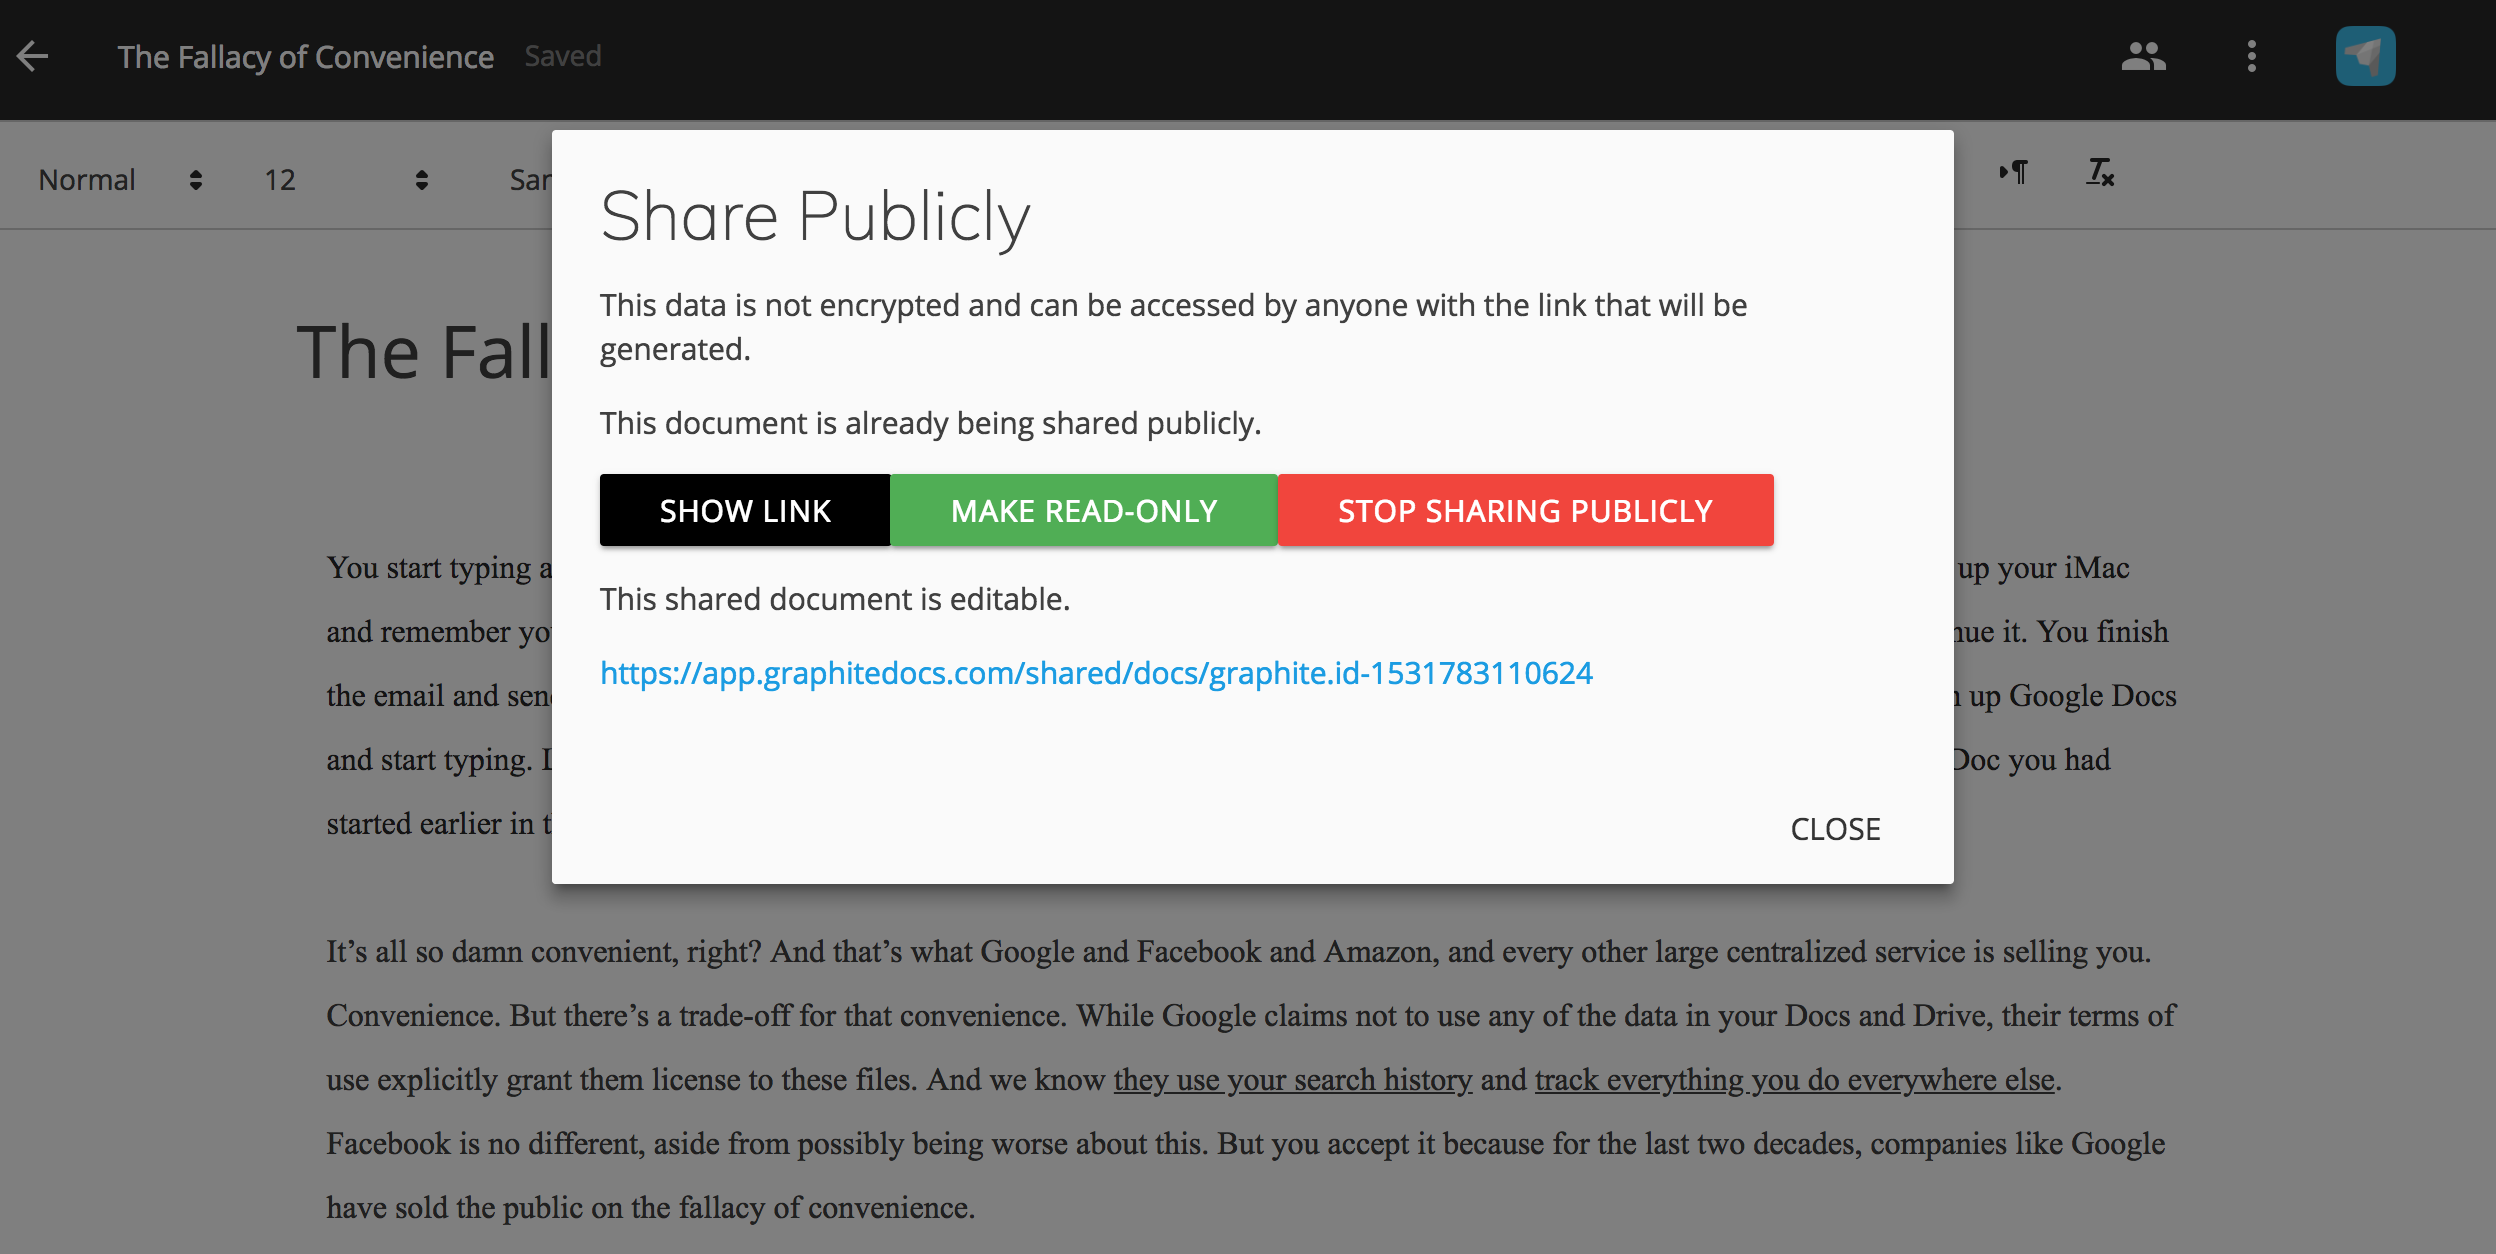 The Fallacy of Convenience Saved
Normal 12 San
Share Publicly
This data is not encrypted and can be accessed by anyone with the link that will be
generated.
This document is already being shared publicly.
SHOW LINK MAKE READ-ONLY STOP SHARING PUBLICLY
This shared document is editable.
https://app.graphitedocs.com/shared/docs/graphite.id-1531783110624
CLOSE
The Fall
You start typing a
up your iMac
and remember yo
nue it. You finish
the email and sen
up Google Docs
and start typing.
Doc you had
started earlier in t
It’s all so damn convenient, right? And that’s what Google and Facebook and Amazon, and every other large centralized service is selling you.
Convenience. But there’s a trade-off for that convenience. While Google claims not to use any of the data in your Docs and Drive, their terms of
use explicitly grant them license to these files. And we know they use your search history and track everything you do everywhere else.
Facebook is no different, aside from possibly being worse about this. But you accept it because for the last two decades, companies like Google
have sold the public on the fallacy of convenience.